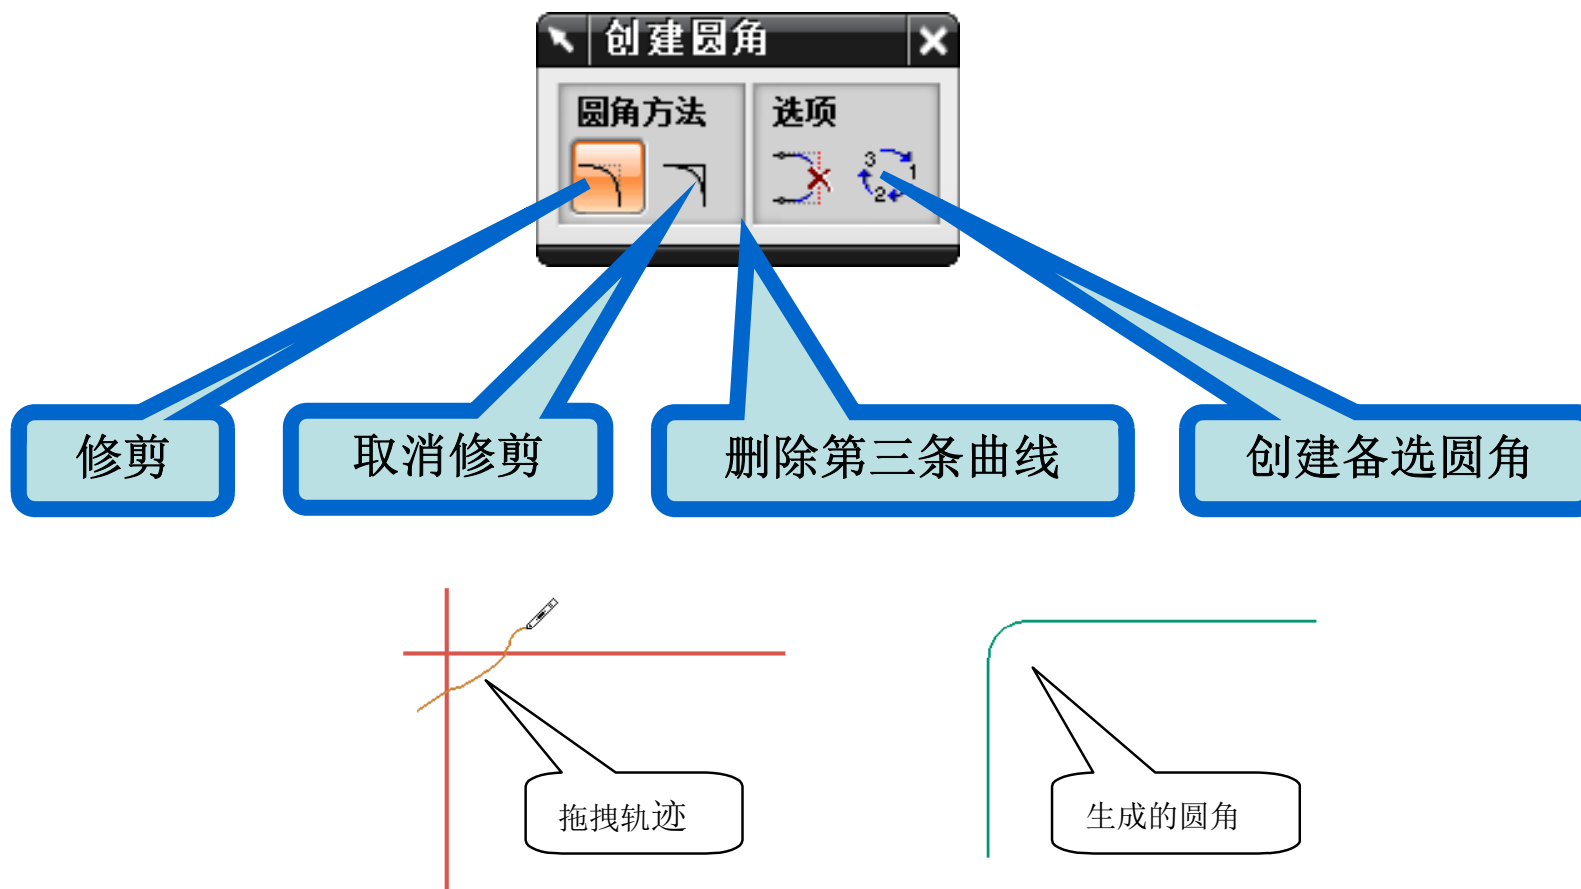 创建圆角
圆角方法 选项
3
1
2
修剪 取消修剪 删除第三条曲线 创建备选圆角
拖拽轨迹 生成的圆角